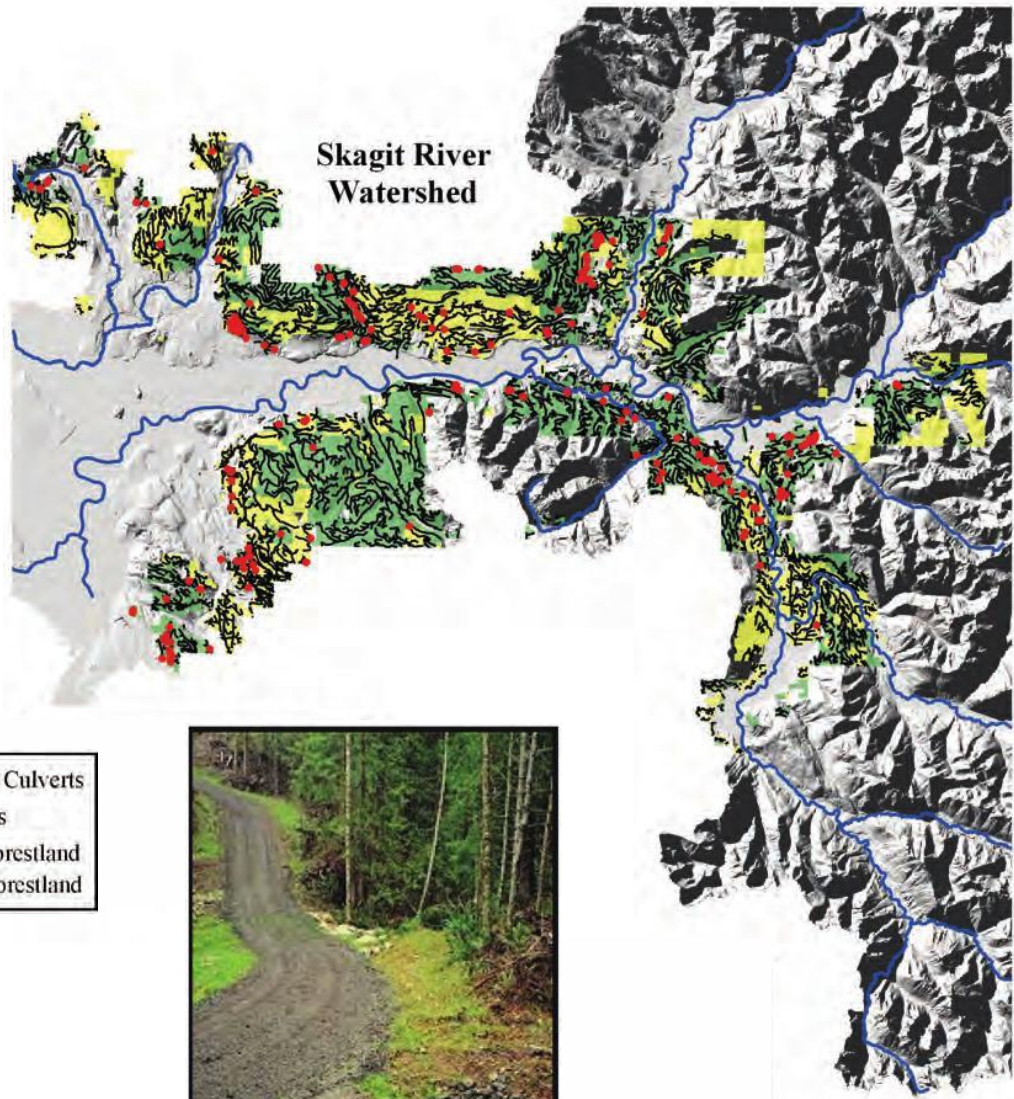 Skagit River
Watershed
Culverts
s
orestland
orestland